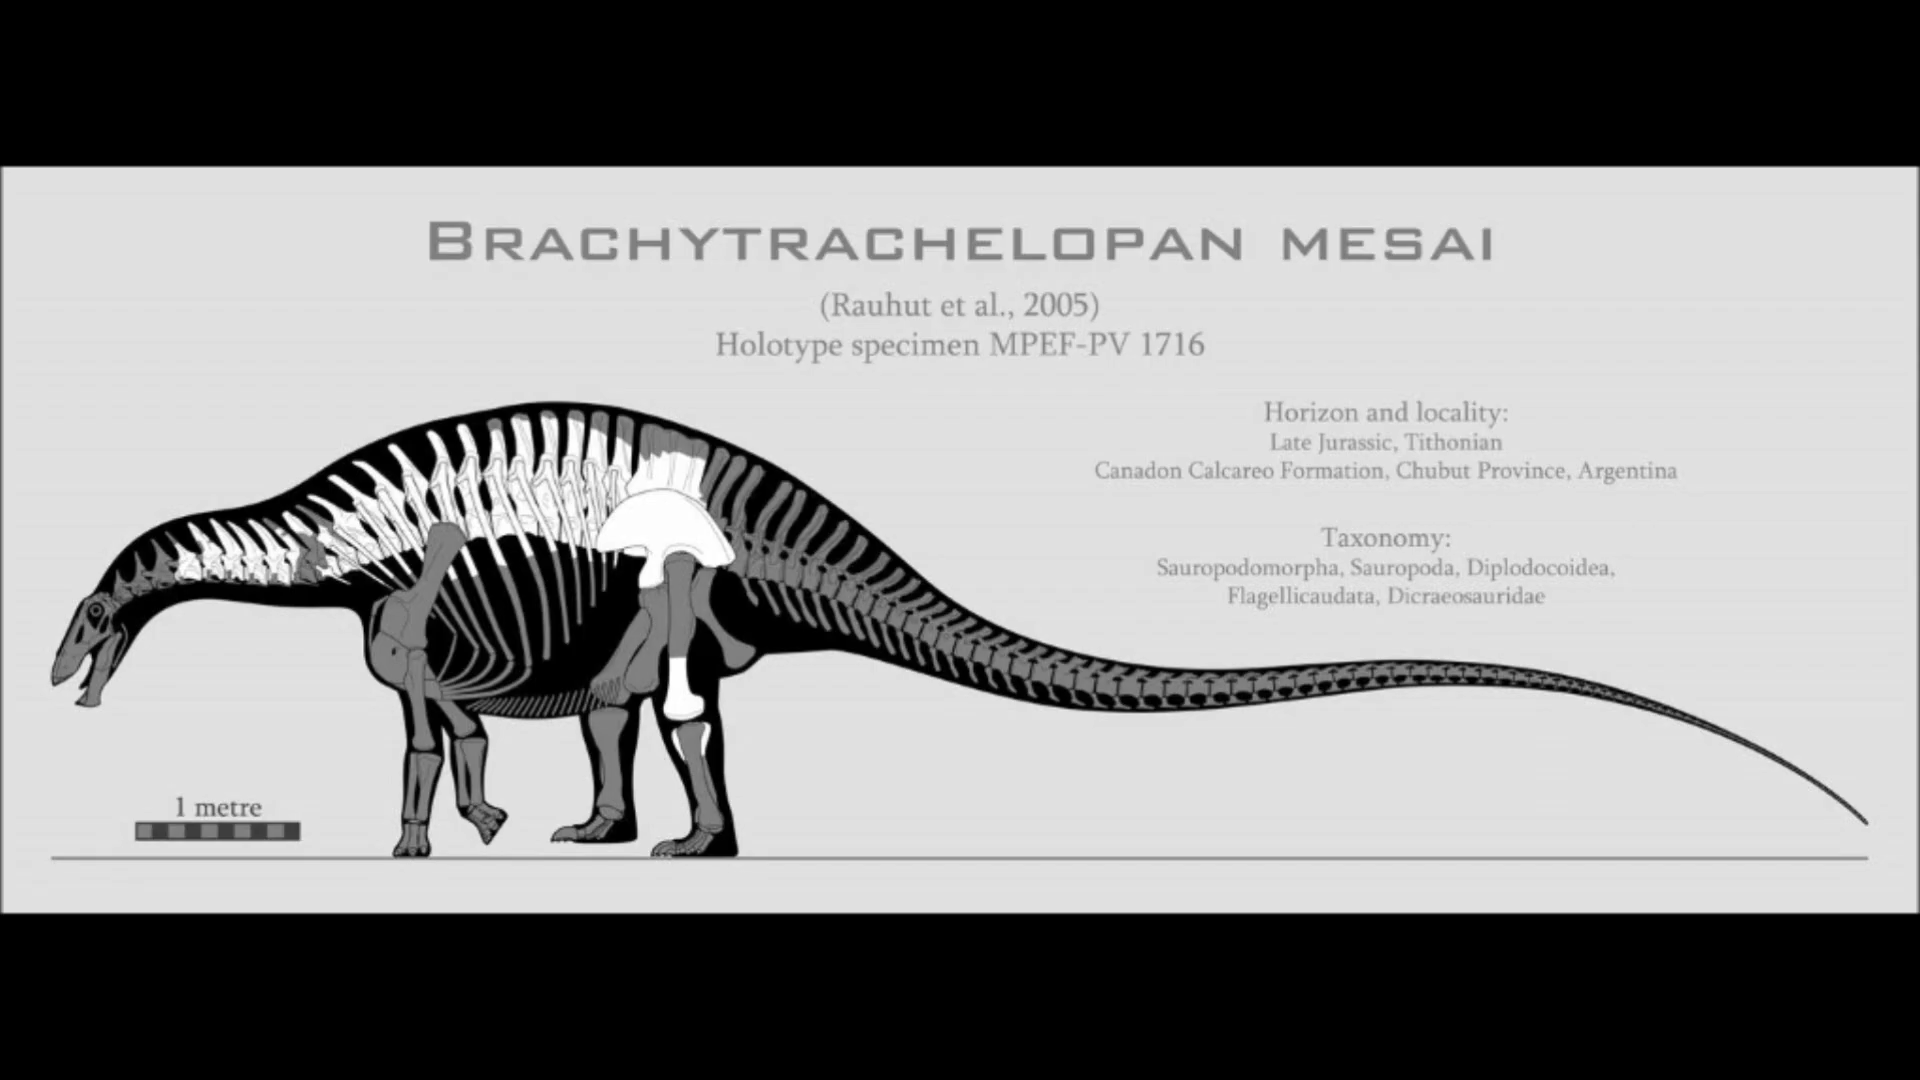 BRACHYTRACHELOPAN MESAI
(Rauhut et al., 2005)
Holotype specimen MPEF-PV 1716
Horizon and locality:
Late Jurassic, Tithonian
Canadon Calcareo Formation, Chubut Province, Argentina
Taxonomy:
Sauropodomorpha, Sauropoda, Diplodocoidea,
Flagellicaudata, Dicraeosauridae
1 metre